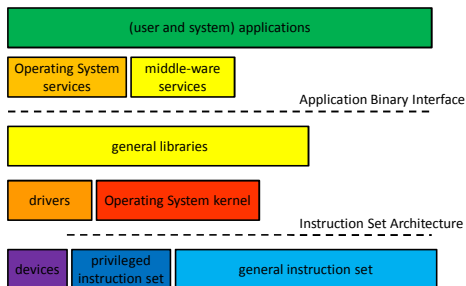 (user and system) applications
Operating System
services
middle-ware
services
Application Binary Interface
general libraries
drivers
Operating System kernel
Instruction Set Architecture
devices
privileged
instruction set
general instruction set